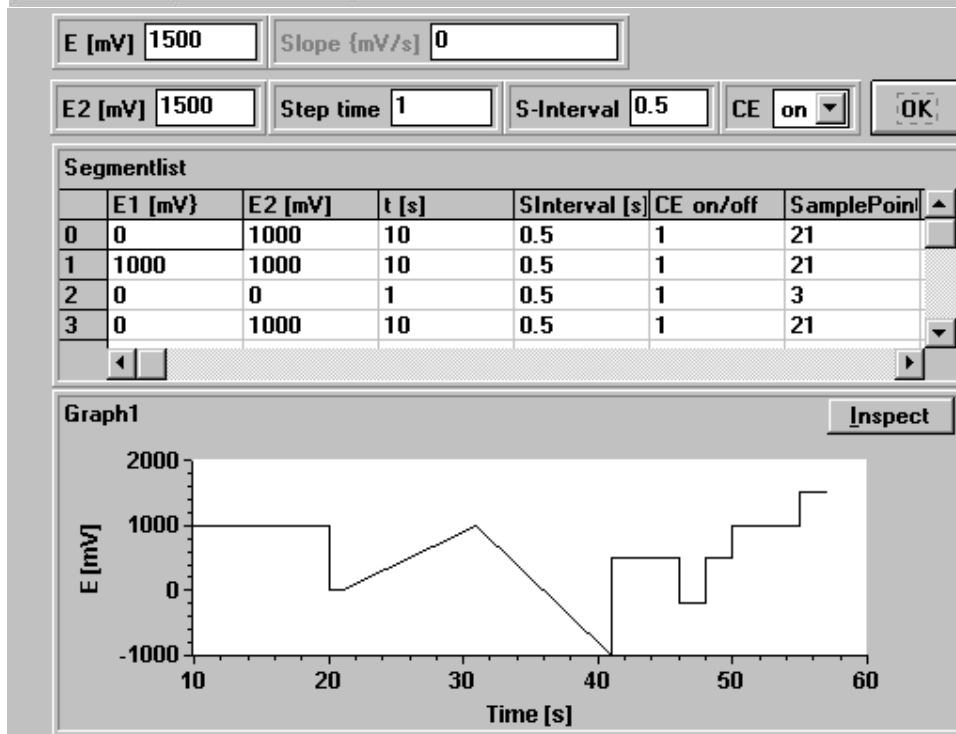 E [mV] 1500 Slope {mV/s] 0
E2 [mV] 1500 Step time 1 S-Interval 0.5 CE on OK
Segmentlist
E1 [mV} E2 [mV] t [s] SInterval [s] CE on/off SamplePoint
0 0 1000 10 0.5 1 21
1 1000 1000 10 0.5 1 21
2 0 0 1 0.5 1 3
3 0 1000 10 0.5 1 21
Graph1 Inspect
2000
1000
0
-1000
E [mV]
10 20 30 40 50 60
Time [s]